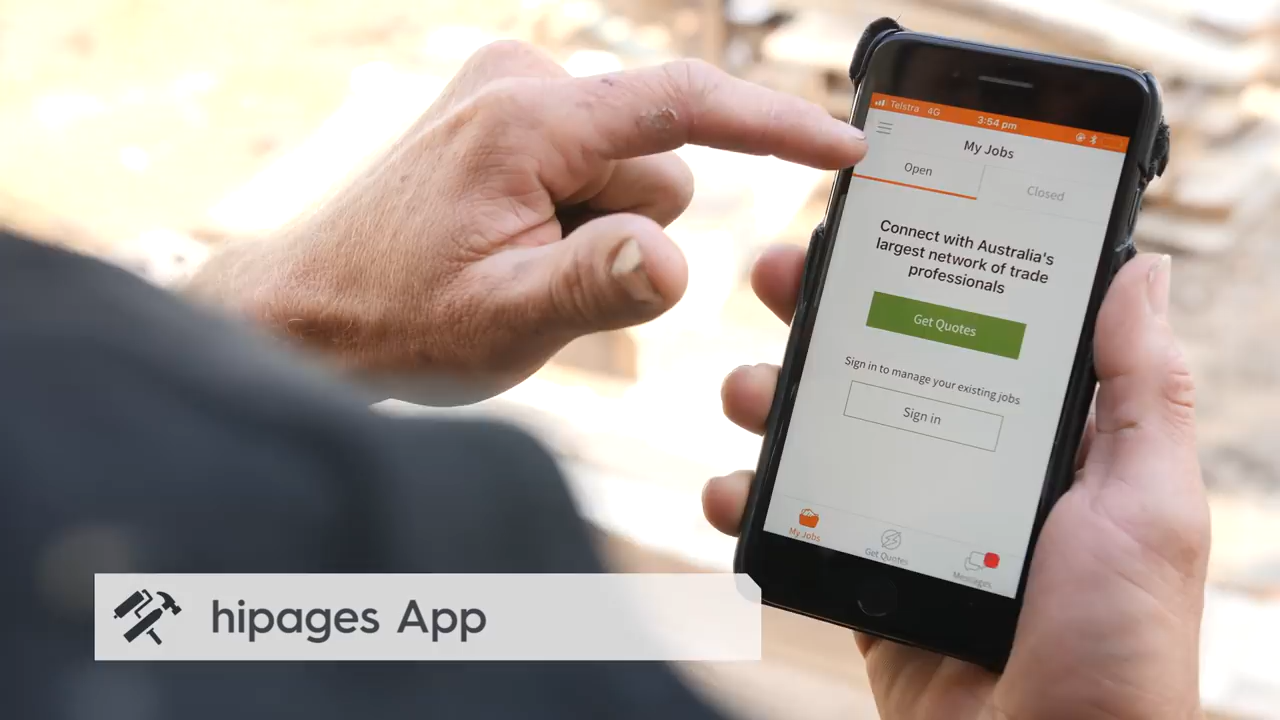 Telstra 4G 3:54 pm
My Jobs
Open Closed
Connect with Australia's
largest network of trade
professionals
Get Quotes
Sign in to manage your existing jobs
Sign in
My Jobs Get Quotes Messages
hipages App